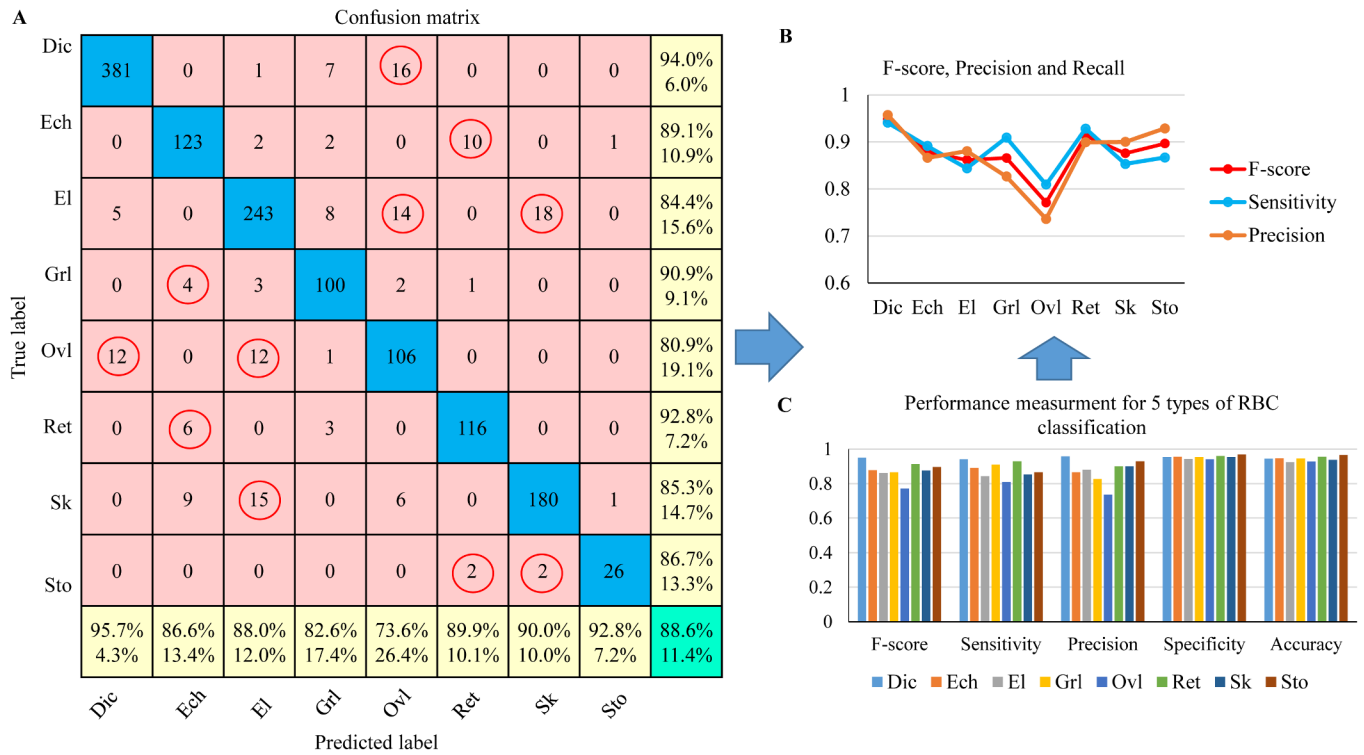 A
Confusion matrix
Dic
381 0 1 7 16 0 0 0 94.0%
6.0%
Ech
0 123 2 2 0 10 0 1 89.1%
10.9%
El
5 0 243 8 14 0 18 0 84.4%
15.6%
Grl
0 4 3 100 2 1 0 0 90.9%
9.1%
Ovl
12 0 12 1 106 0 0 0 80.9%
19.1%
Ret
0 6 0 3 0 116 0 0 92.8%
7.2%
Sk
0 9 15 0 6 0 180 1 85.3%
14.7%
Sto
0 0 0 0 0 2 2 26 86.7%
13.3%
95.7% 86.6% 88.0% 82.6% 73.6% 89.9% 90.0% 92.8% 88.6%
4.3% 13.4% 12.0% 17.4% 26.4% 10.1% 10.0% 7.2% 11.4%
Dic Ech El Grl Ovl Ret Sk Sto
True label
Predicted label
B
F-score, Precision and Recall
1
0.9
0.8
0.7
0.6
Dic Ech El Grl Ovl Ret Sk Sto
F-score
Sensitivity
Precision
C
Performance measurment for 5 types of RBC
classification
1
0.8
0.6
0.4
0.2
0
F-score Sensitivity Precision Specificity Accuracy
Dic Ech El Grl Ovl Ret Sk Sto